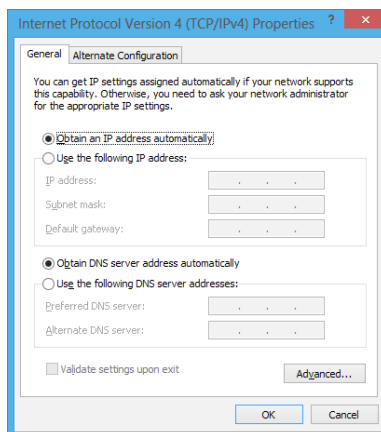 Internet Protocol Version 4 (TCP/IPv4) Properties ? ×
General Alternate Configuration
You can get IP settings assigned automatically if your network supports
this capability. Otherwise, you need to ask your network administrator
for the appropriate IP settings.
Obtain an IP address automatically
Use the following IP address:
IP address: . . .
Subnet mask: . . .
Default gateway: . . .
Obtain DNS server address automatically
Use the following DNS server addresses:
Preferred DNS server: . . .
Alternate DNS server: . . .
Validate settings upon exit
Advanced...
OK Cancel